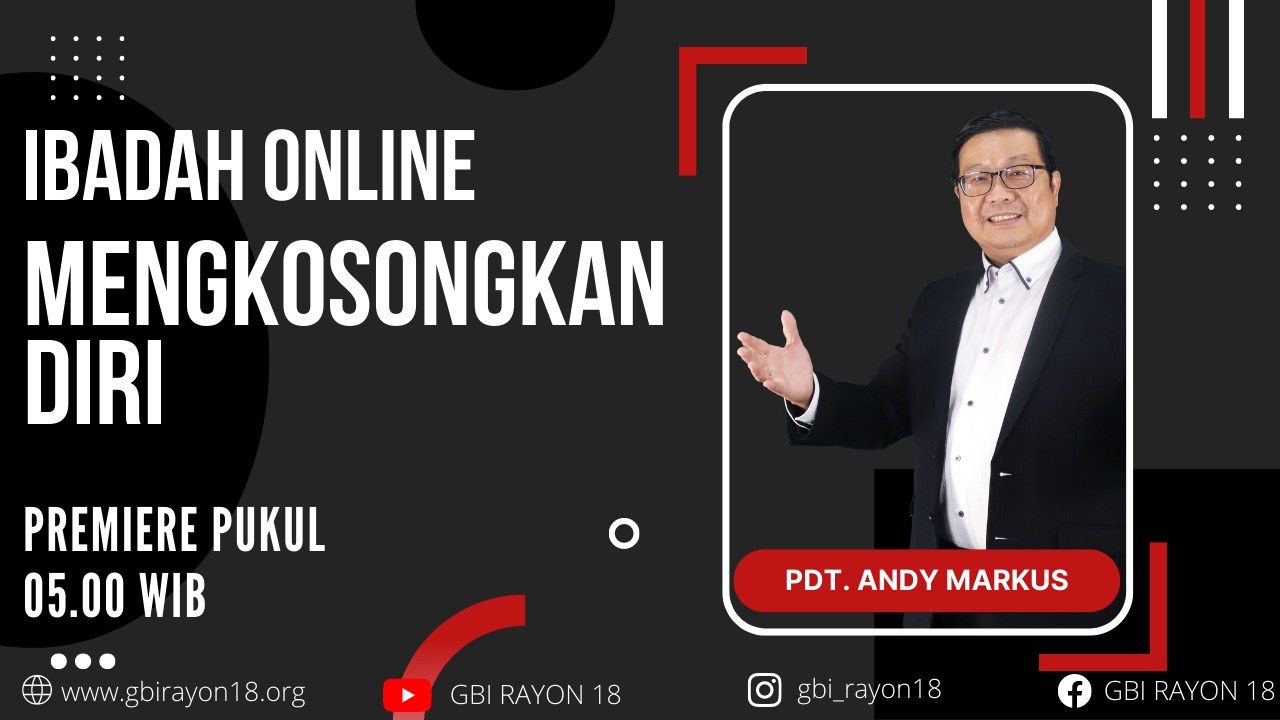 IBADAH ONLINE
MENGKOSONGKAN
DIRI
PREMIERE PUKUL
05.00 WIB
PDT. ANDY MARKUS
www.gbirayon18.org
GBI RAYON 18
gbi_rayon18
GBI RAYON 18